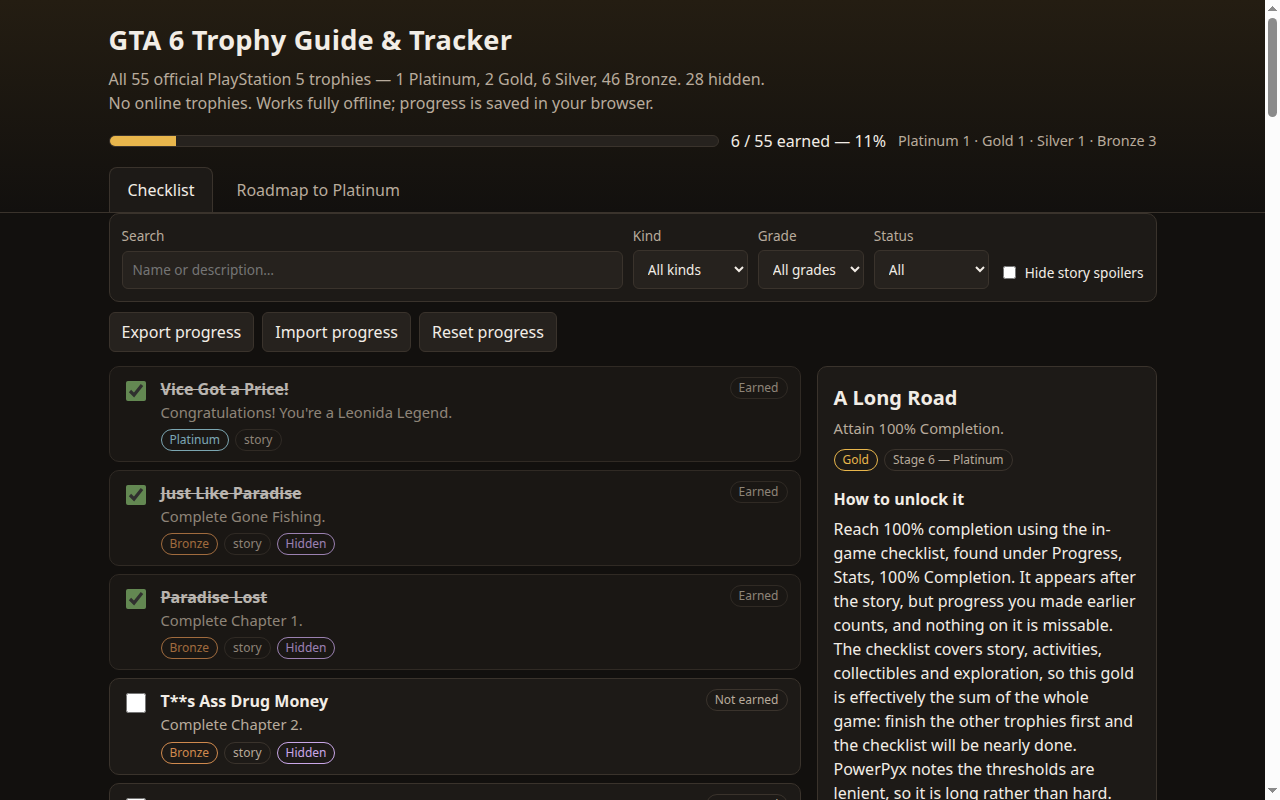 GTA 6 Trophy Guide & Tracker
All 55 official PlayStation 5 trophies — 1 Platinum, 2 Gold, 6 Silver, 46 Bronze. 28 hidden.
No online trophies. Works fully offline; progress is saved in your browser.
6 / 55 earned — 11% Platinum 1 · Gold 1 · Silver 1 · Bronze 3
Checklist Roadmap to Platinum
Search Kind Grade Status
Name or description... All kinds All grades All Hide story spoilers
Export progress Import progress Reset progress
Vice Got a Price! Earned
Congratulations! You're a Leonida Legend.
Platinum story
Just Like Paradise Earned
Complete Gone Fishing.
Bronze story Hidden
Paradise Lost Earned
Complete Chapter 1.
Bronze story Hidden
T**s Ass Drug Money Not earned
Complete Chapter 2.
Bronze story Hidden
A Long Road
Attain 100% Completion.
Gold Stage 6 — Platinum
How to unlock it
Reach 100% completion using the in-
game checklist, found under Progress,
Stats, 100% Completion. It appears after
the story, but progress you made earlier
counts, and nothing on it is missable.
The checklist covers story, activities,
collectibles and exploration, so this gold
is effectively the sum of the whole
game: finish the other trophies first and
the checklist will be nearly done.
PowerPyx notes the thresholds are
lenient, so it is long rather than hard.